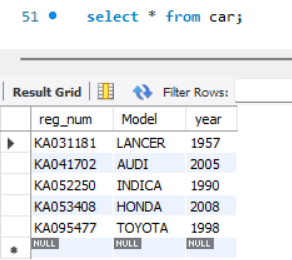 51 select * from car;
Result Grid Filter Rows:
reg_num Model year
KA031181 LANCER 1957
KA041702 AUDI 2005
KA052250 INDICA 1990
KA053408 HONDA 2008
KA095477 TOYOTA 1998
NULL NULL NULL